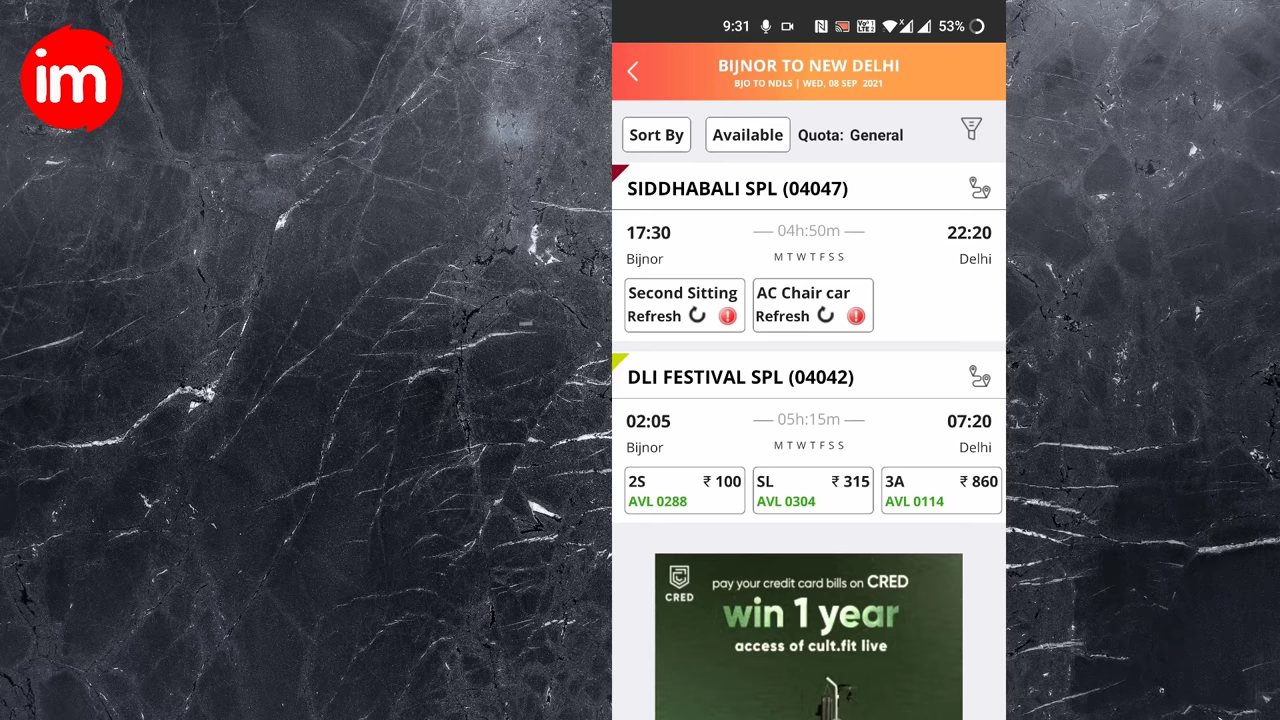 im
9:31 53%
BIJNOR TO NEW DELHI
BJO TO NDLS | WED, 08 SEP 2021
Sort By Available Quota: General
SIDDHABALI SPL (04047)
17:30 04h:50m 22:20
Bijnor M T W T F S S Delhi
Second Sitting AC Chair car
Refresh Refresh
DLI FESTIVAL SPL (04042)
02:05 05h:15m 07:20
Bijnor M T W T F S S Delhi
2S ₹ 100 SL ₹ 315 3A ₹ 860
AVL 0288 AVL 0304 AVL 0114
pay your credit card bills on CRED
CRED
win 1 year
access of cult.fit live